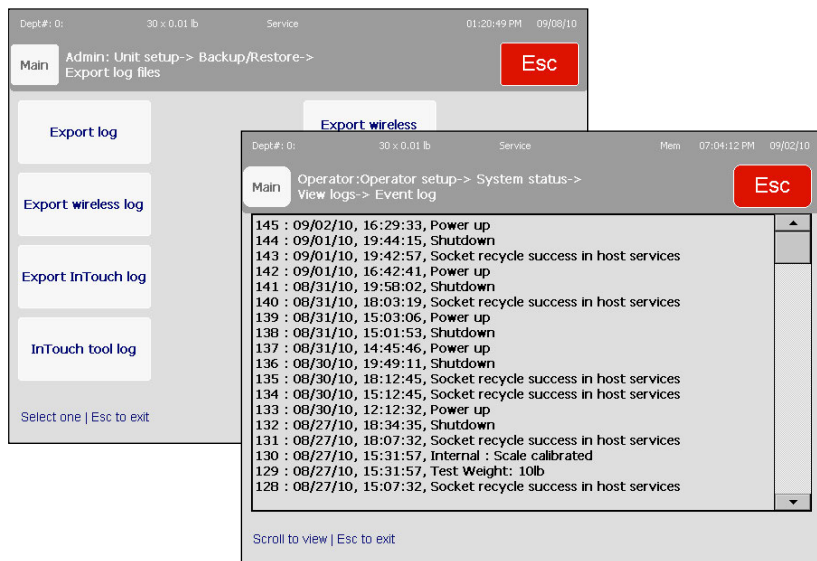 Dept#: 0: 30 x 0.01 lb Service 01:20:49 PM 09/08/10
Main
Admin: Unit setup-> Backup/Restore->
Export log files
Esc
Export log
Export wireless
Export wireless log
Export InTouch log
InTouch tool log
Select one | Esc to exit
Dept#: 0: 30 x 0.01 lb Service Mem 07:04:12 PM 09/02/10
Main
Operator:Operator setup-> System status->
View logs-> Event log
Esc
145 : 09/02/10, 16:29:33, Power up
144 : 09/01/10, 19:44:15, Shutdown
143 : 09/01/10, 19:42:57, Socket recycle success in host services
142 : 09/01/10, 16:42:41, Power up
141 : 08/31/10, 19:58:02, Shutdown
140 : 08/31/10, 18:03:19, Socket recycle success in host services
139 : 08/31/10, 15:03:06, Power up
138 : 08/31/10, 15:01:53, Shutdown
137 : 08/31/10, 14:45:46, Power up
136 : 08/30/10, 19:49:11, Shutdown
135 : 08/30/10, 18:12:45, Socket recycle success in host services
134 : 08/30/10, 15:12:45, Socket recycle success in host services
133 : 08/30/10, 12:12:32, Power up
132 : 08/27/10, 18:34:35, Shutdown
131 : 08/27/10, 18:07:32, Socket recycle success in host services
130 : 08/27/10, 15:31:57, Internal : Scale calibrated
129 : 08/27/10, 15:31:57, Test Weight: 10lb
128 : 08/27/10, 15:07:32, Socket recycle success in host services
Scroll to view | Esc to exit